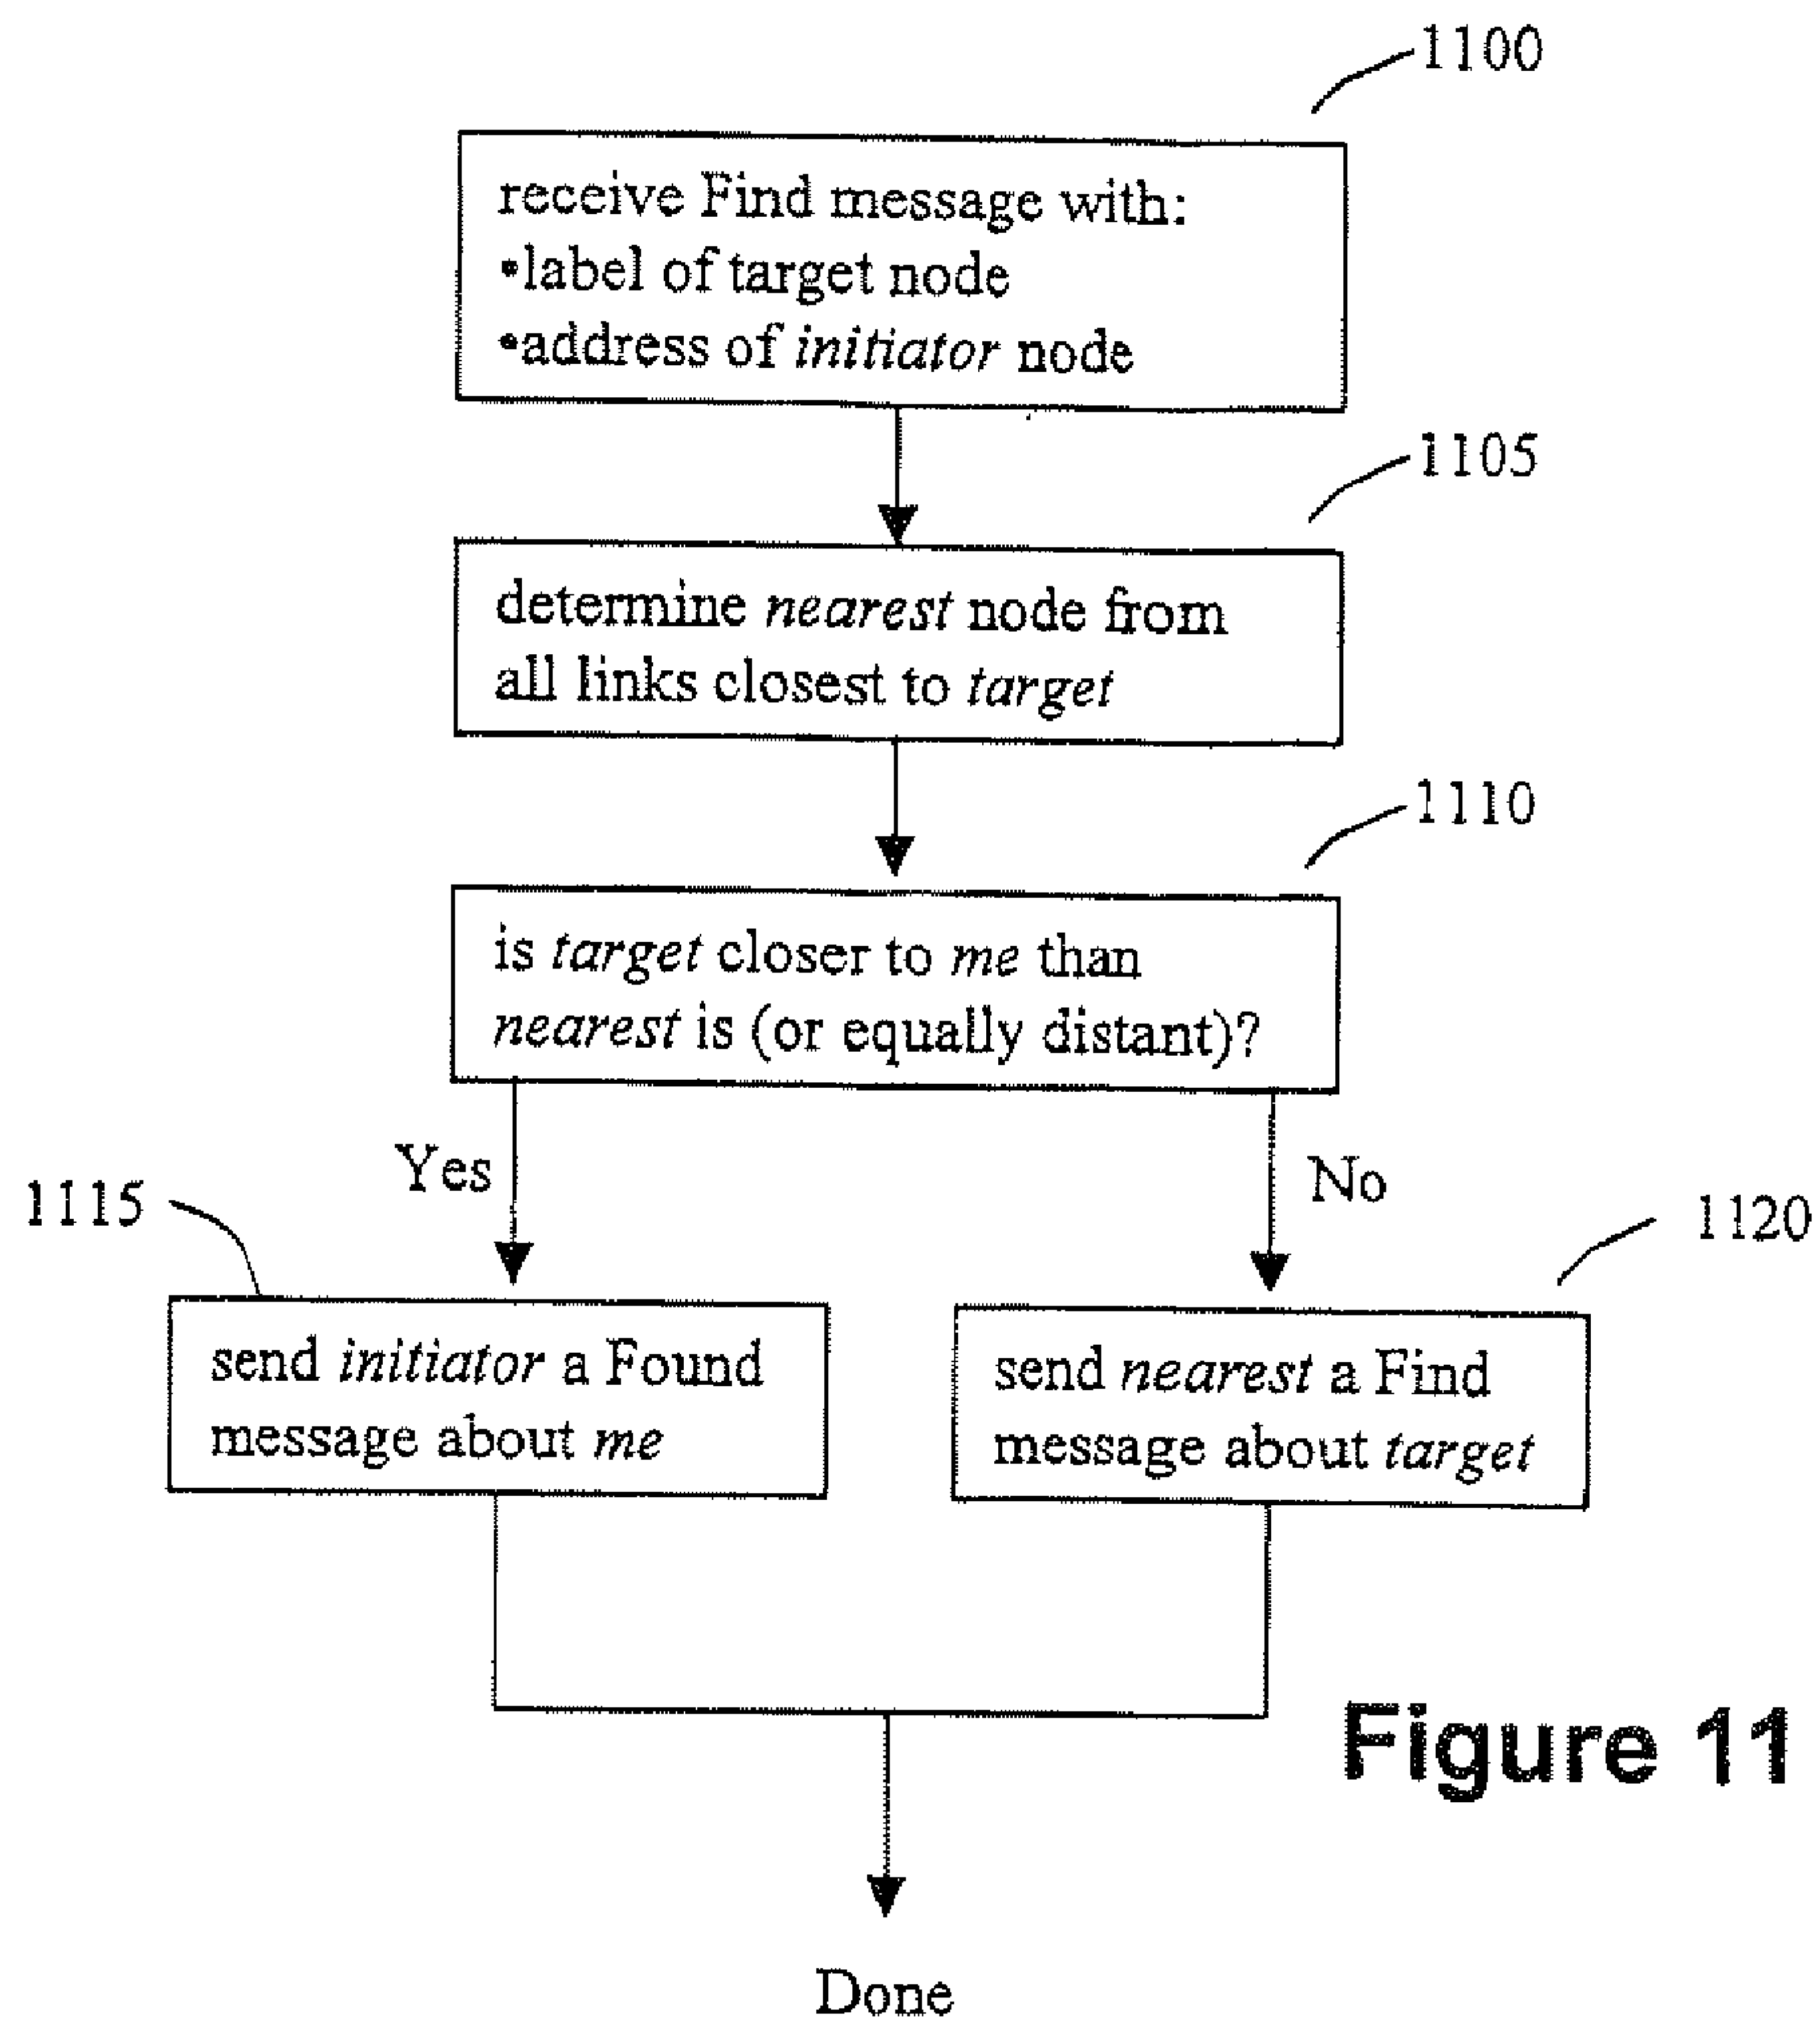 1100
receive Find message with:
•label of target node
•address of initiator node
1105
determine nearest node from
all links closest to target
1110
is target closer to me than
nearest is (or equally distant)?
Yes
No
1115
1120
send initiator a Found
message about me
send nearest a Find
message about target
Figure 11
Done